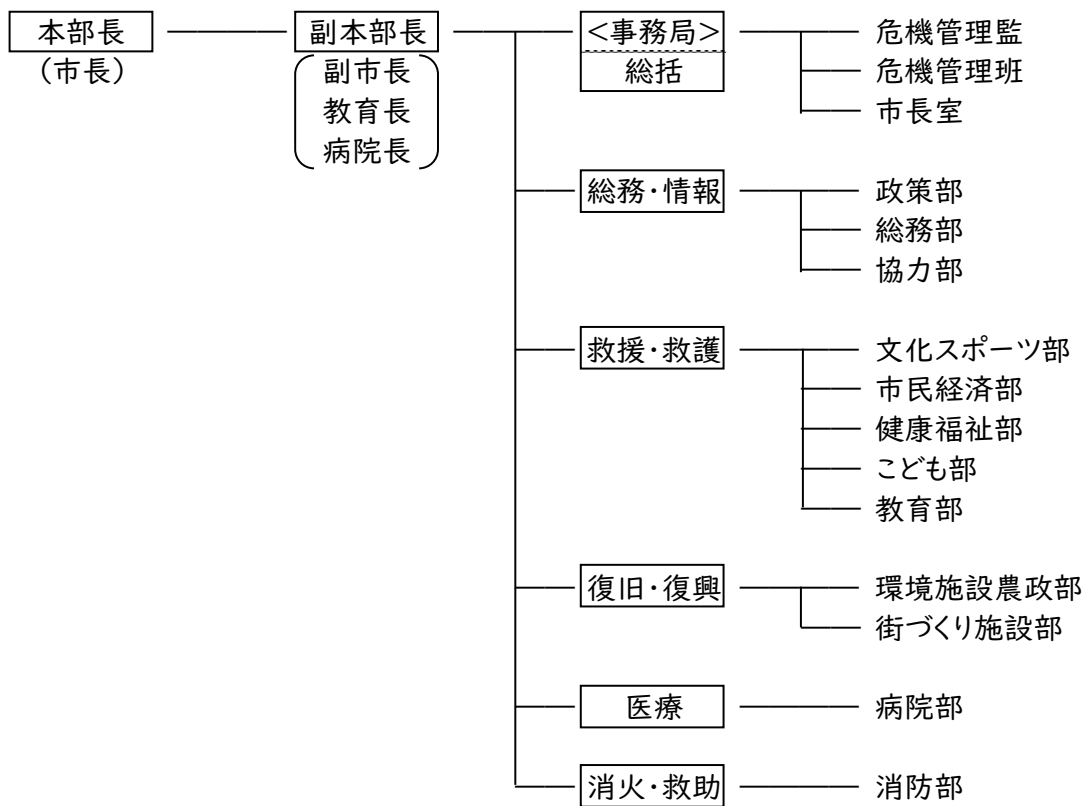 本部長 副本部長 <事務局> 危機管理監
(市長) 副市長 総括 危機管理班
教育長 市長室
病院長
総務・情報 政策部
総務部
協力部
救援・救護 文化スポーツ部
市民経済部
健康福祉部
こども部
教育部
復旧・復興 環境施設農政部
街づくり施設部
医療 病院部
消火・救助 消防部